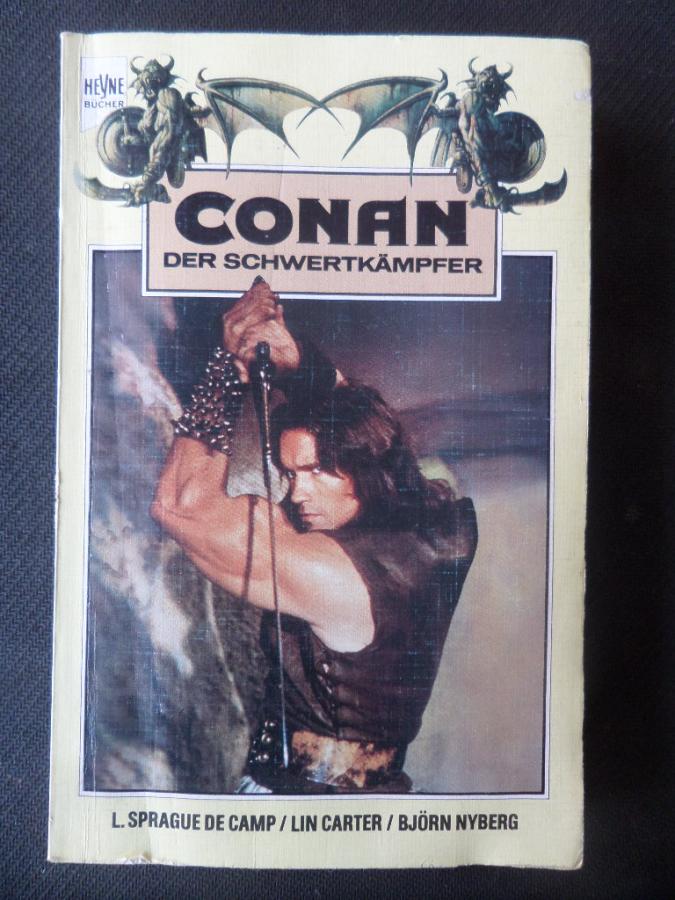 HEYNE
BÜCHER
CONAN
DER SCHWERTKÄMPFER
L. SPRAGUE DE CAMP / LIN CARTER / BJÖRN NYBERG